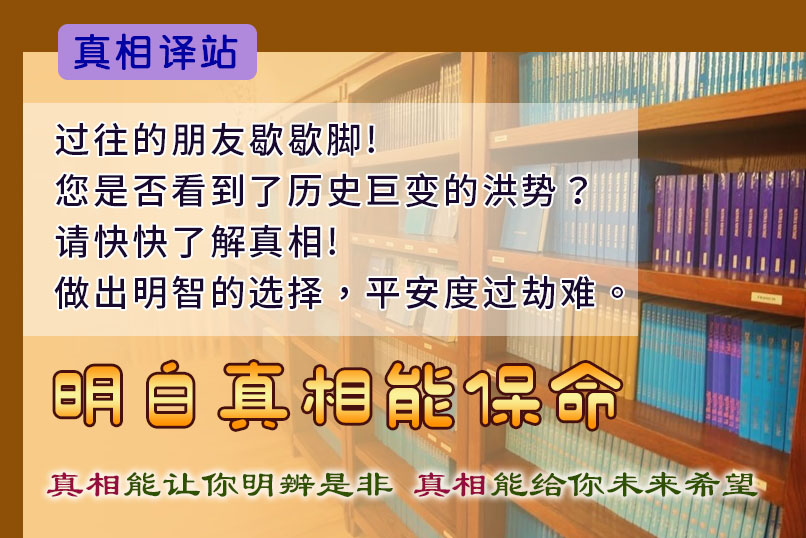 真相译站
过往的朋友歇歇脚!
您是否看到了历史巨变的洪势？
请快快了解真相!
做出明智的选择，平安度过劫难。
明自真相能保命
真相能让你明辨是非 真相能给你未来希望